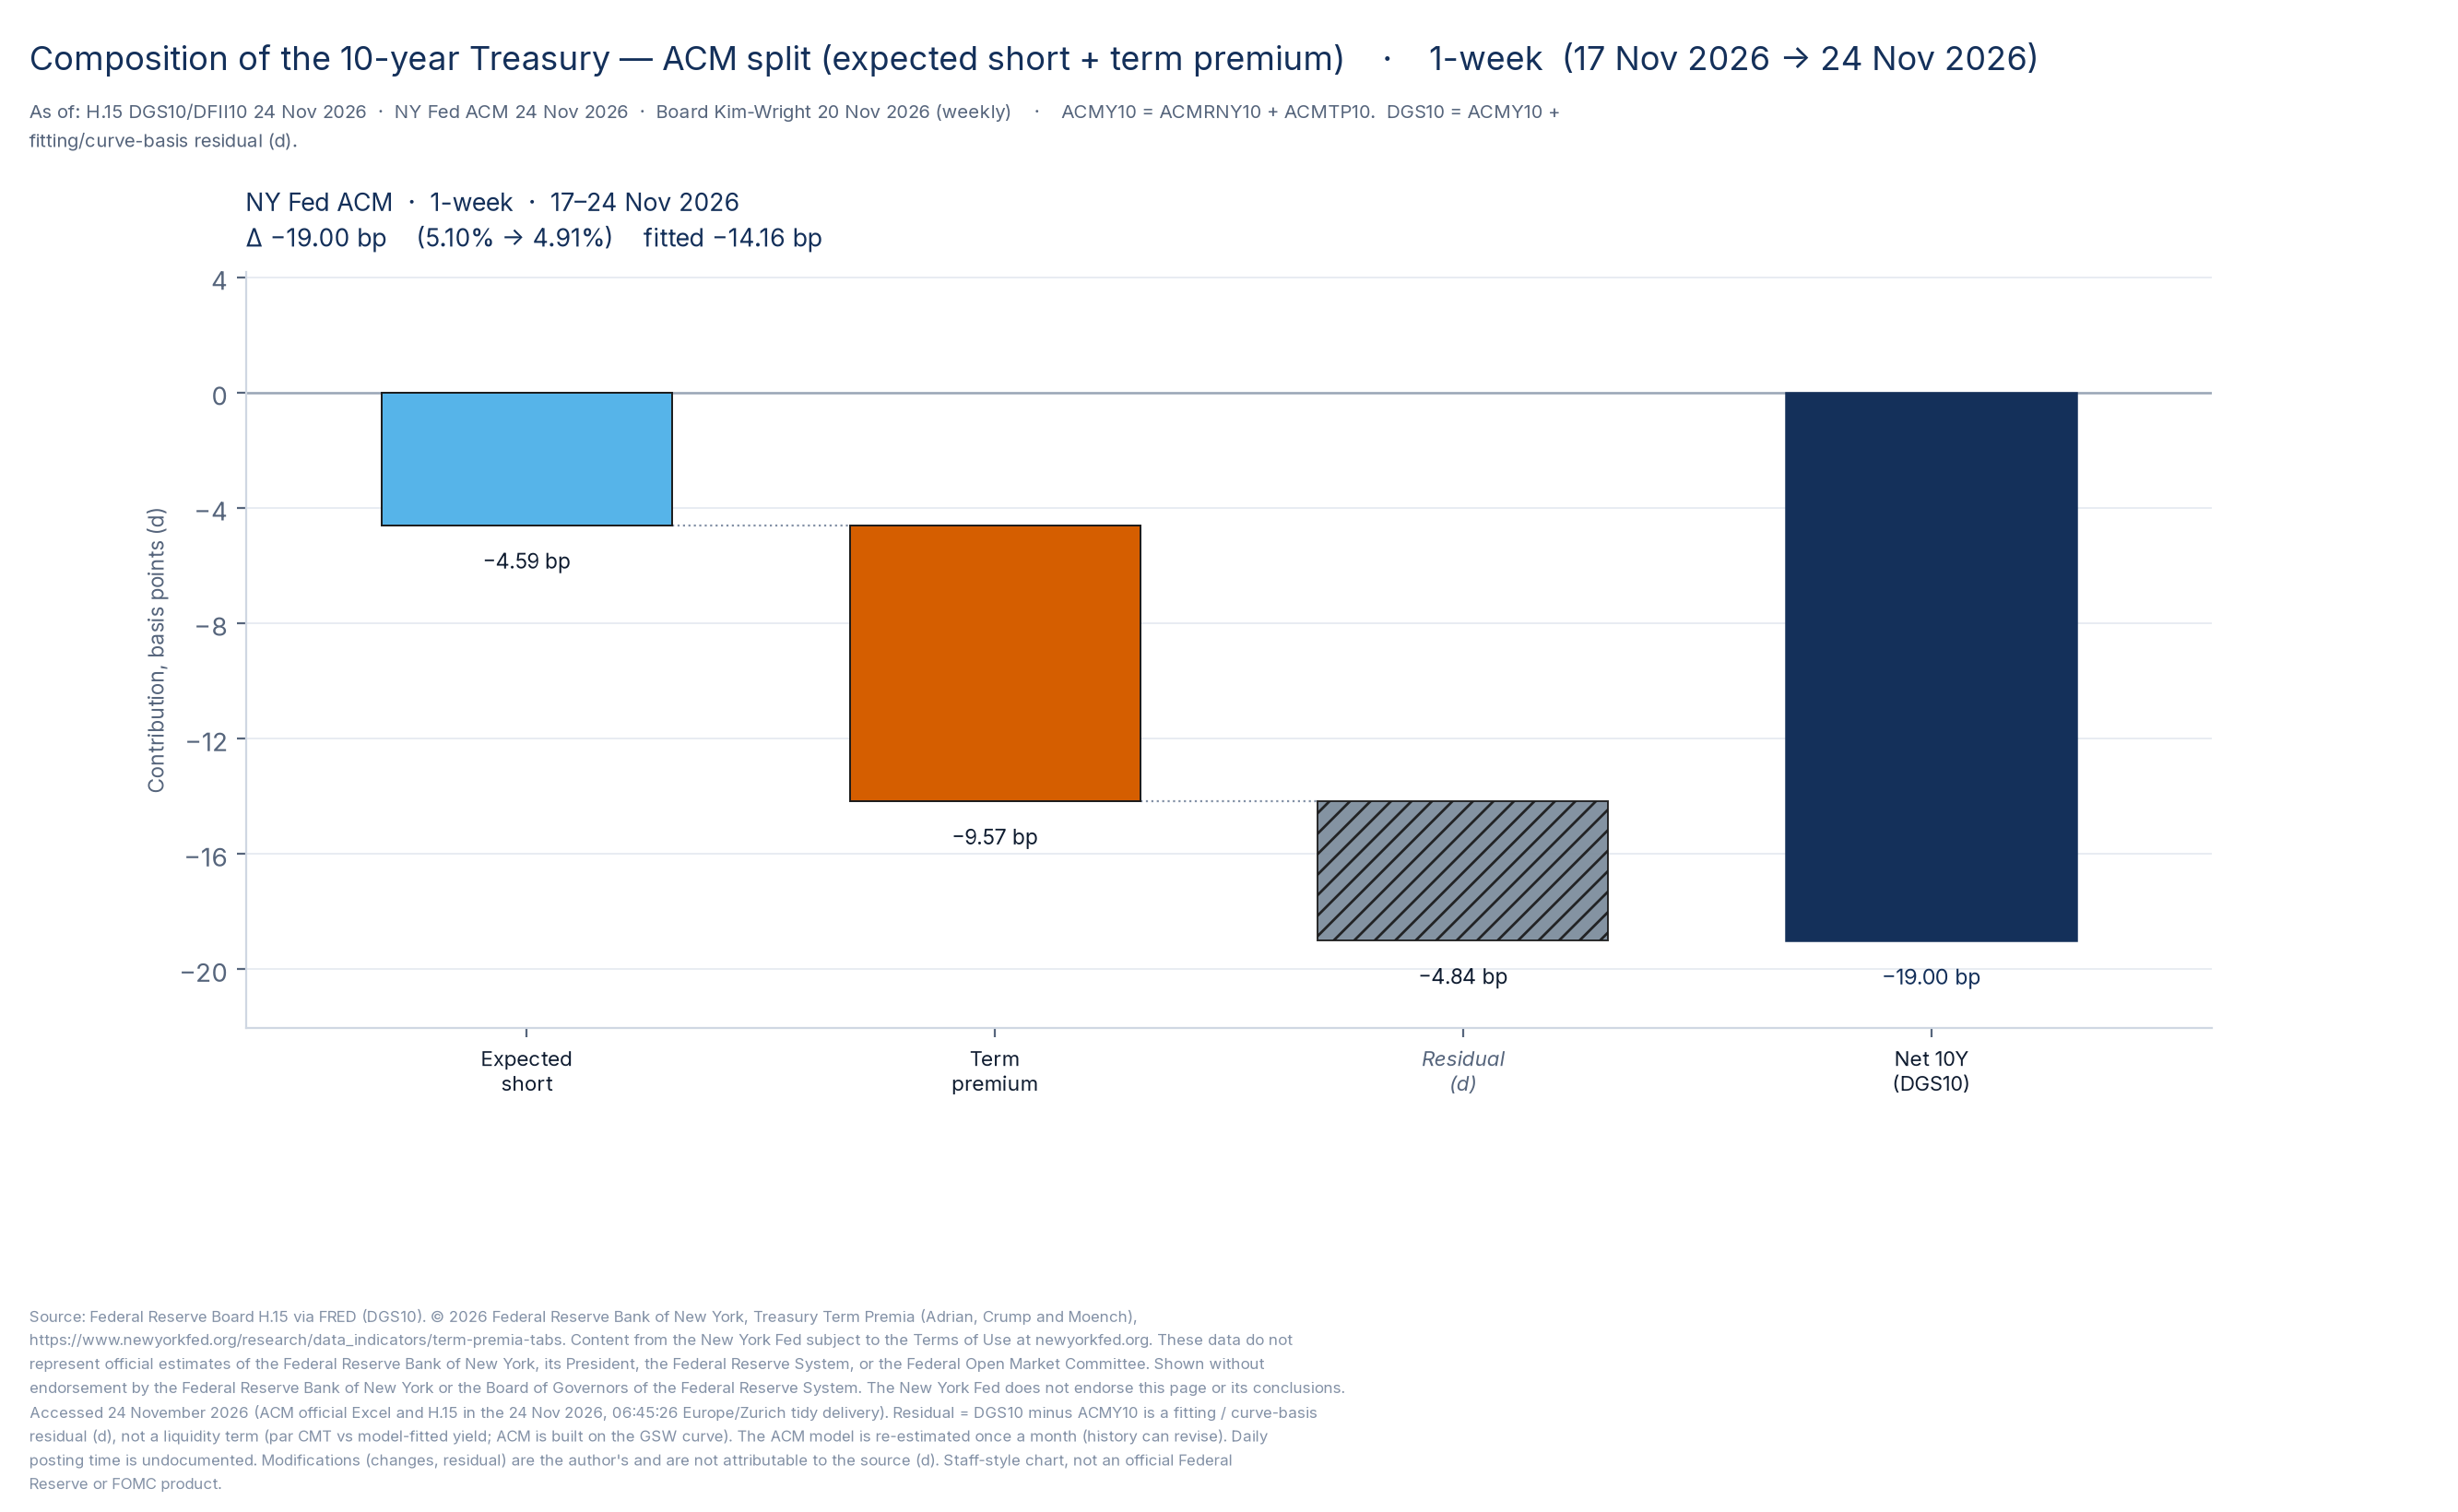 Composition of the 10-year Treasury — ACM split (expected short + term premium) · 1-week (17 Nov 2026 → 24 Nov 2026)
As of: H.15 DGS10/DFII10 24 Nov 2026 · NY Fed ACM 24 Nov 2026 · Board Kim-Wright 20 Nov 2026 (weekly) · ACMY10 = ACMRNY10 + ACMTP10. DGS10 = ACMY10 +
fitting/curve-basis residual (d).
NY Fed ACM · 1-week · 17–24 Nov 2026
Δ −19.00 bp (5.10% → 4.91%) fitted −14.16 bp
4
0
−4
−8
−12
−16
−20
Contribution, basis points (d)
−4.59 bp
−9.57 bp
−4.84 bp
−19.00 bp
Expected
short
Term
premium
Residual
(d)
Net 10Y
(DGS10)
Source: Federal Reserve Board H.15 via FRED (DGS10). © 2026 Federal Reserve Bank of New York, Treasury Term Premia (Adrian, Crump and Moench),
https://www.newyorkfed.org/research/data_indicators/term-premia-tabs. Content from the New York Fed subject to the Terms of Use at newyorkfed.org. These data do not
represent official estimates of the Federal Reserve Bank of New York, its President, the Federal Reserve System, or the Federal Open Market Committee. Shown without
endorsement by the Federal Reserve Bank of New York or the Board of Governors of the Federal Reserve System. The New York Fed does not endorse this page or its conclusions.
Accessed 24 November 2026 (ACM official Excel and H.15 in the 24 Nov 2026, 06:45:26 Europe/Zurich tidy delivery). Residual = DGS10 minus ACMY10 is a fitting / curve-basis
residual (d), not a liquidity term (par CMT vs model-fitted yield; ACM is built on the GSW curve). The ACM model is re-estimated once a month (history can revise). Daily
posting time is undocumented. Modifications (changes, residual) are the author's and are not attributable to the source (d). Staff-style chart, not an official Federal
Reserve or FOMC product.